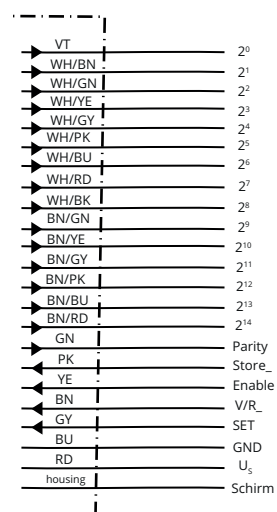 VT 2⁰
WH/BN 2¹
WH/GN 2²
WH/YE 2³
WH/GY 2⁴
WH/PK 2⁵
WH/BU 2⁶
WH/RD 2⁷
WH/BK 2⁸
BN/GN 2⁹
BN/YE 2¹⁰
BN/GY 2¹¹
BN/PK 2¹²
BN/BU 2¹³
BN/RD 2¹⁴
GN Parity
PK Store_
YE Enable
BN V/R_
GY SET
BU GND
RD Uₛ
housing Schirm